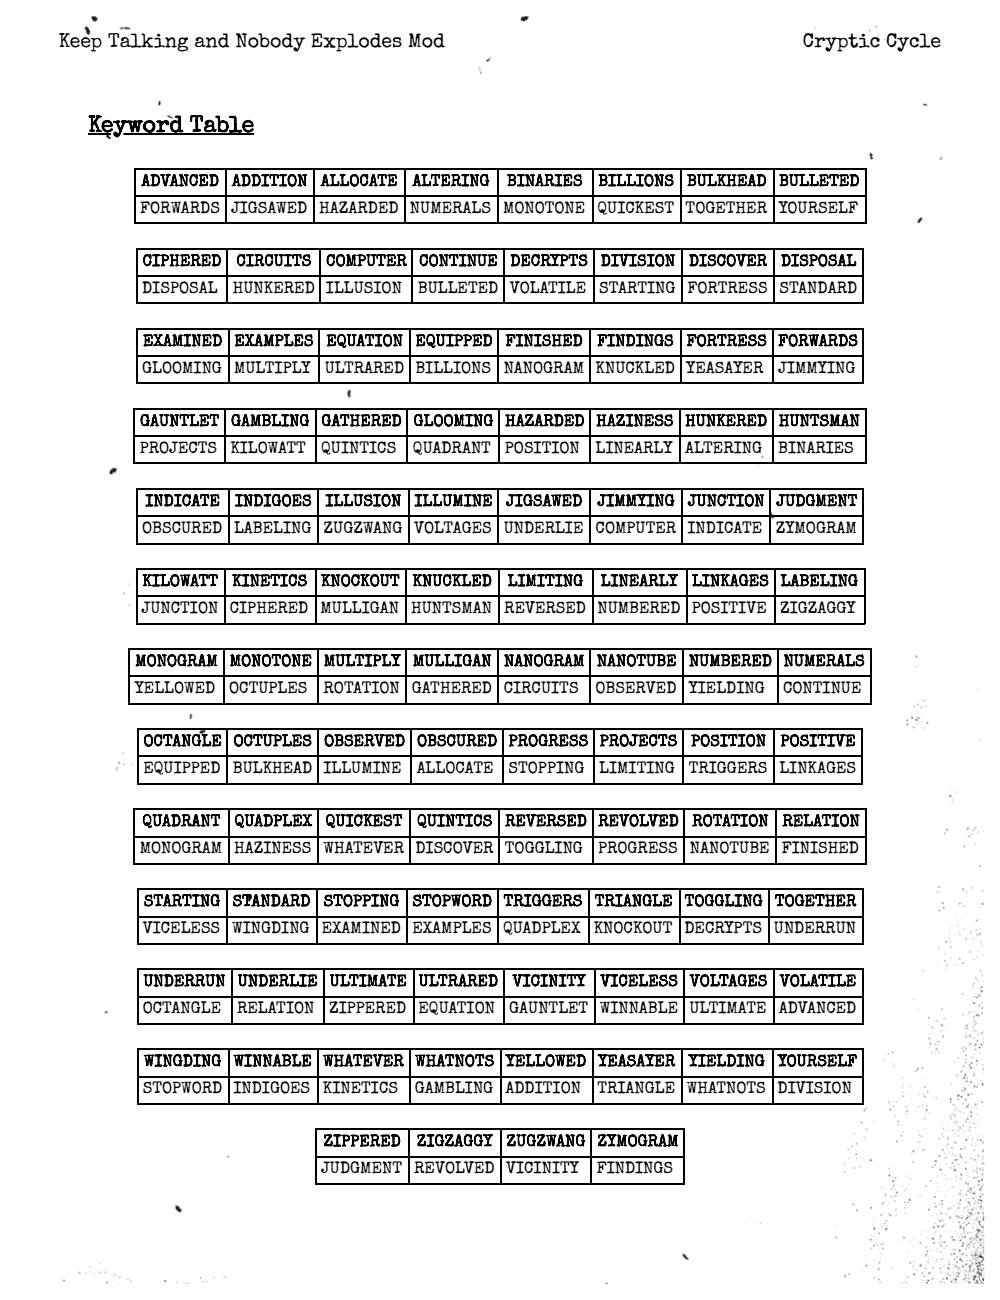 Keep Talking and Nobody Explodes Mod Cryptic Cycle
Keyword Table
ADVANCED ADDITION ALLOCATE ALTERING BINARIES BILLIONS BULKHEAD BULLETED
FORWARDS JIGSAWED HAZARDED NUMERALS MONOTONE QUICKEST TOGETHER YOURSELF
CIPHERED CIRCUITS COMPUTER CONTINUE DECRYPTS DIVISION DISCOVER DISPOSAL
DISPOSAL HUNKERED ILLUSION BULLETED VOLATILE STARTING FORTRESS STANDARD
EXAMINED EXAMPLES EQUATION EQUIPPED FINISHED FINDINGS FORTRESS FORWARDS
GLOOMING MULTIPLY ULTRARED BILLIONS NANOGRAM KNUCKLED YEASAYER JIMMYING
GAUNTLET GAMBLING GATHERED GLOOMING HAZARDED HAZINESS HUNKERED HUNTSMAN
PROJECTS KILOWATT QUINTICS QUADRANT POSITION LINEARLY ALTERING BINARIES
INDICATE INDIGOES ILLUSION ILLUMINE JIGSAWED JIMMYING JUNCTION JUDGMENT
OBSCURED LABELING ZUGZWANG VOLTAGES UNDERLIE COMPUTER INDICATE ZYMOGRAM
KILOWATT KINETICS KNOCKOUT KNUCKLED LIMITING LINEARLY LINKAGES LABELING
JUNCTION CIPHERED MULLIGAN HUNTSMAN REVERSED NUMBERED POSITIVE ZIGZAGGY
MONOGRAM MONOTONE MULTIPLY MULLIGAN NANOGRAM NANOTUBE NUMBERED NUMERALS
YELLOWED OCTUPLES ROTATION GATHERED CIRCUITS OBSERVED YIELDING CONTINUE
OCTANGLE OCTUPLES OBSERVED OBSCURED PROGRESS PROJECTS POSITION POSITIVE
EQUIPPED BULKHEAD ILLUMINE ALLOCATE STOPPING LIMITING TRIGGERS LINKAGES
QUADRANT QUADPLEX QUICKEST QUINTICS REVERSED REVOLVED ROTATION RELATION
MONOGRAM HAZINESS WHATEVER DISCOVER TOGGLING PROGRESS NANOTUBE FINISHED
STARTING STANDARD STOPPING STOPWORD TRIGGERS TRIANGLE TOGGLING TOGETHER
VICELESS WINGDING EXAMINED EXAMPLES QUADPLEX KNOCKOUT DECRYPTS UNDERRUN
UNDERRUN UNDERLIE ULTIMATE ULTRARED VICINITY VICELESS VOLTAGES VOLATILE
OCTANGLE RELATION ZIPPERED EQUATION GAUNTLET WINNABLE ULTIMATE ADVANCED
WINGDING WINNABLE WHATEVER WHATNOTS YELLOWED YEASAYER YIELDING YOURSELF
STOPWORD INDIGOES KINETICS GAMBLING ADDITION TRIANGLE WHATNOTS DIVISION
ZIPPERED ZIGZAGGY ZUGZWANG ZYMOGRAM
JUDGMENT REVOLVED VICINITY FINDINGS